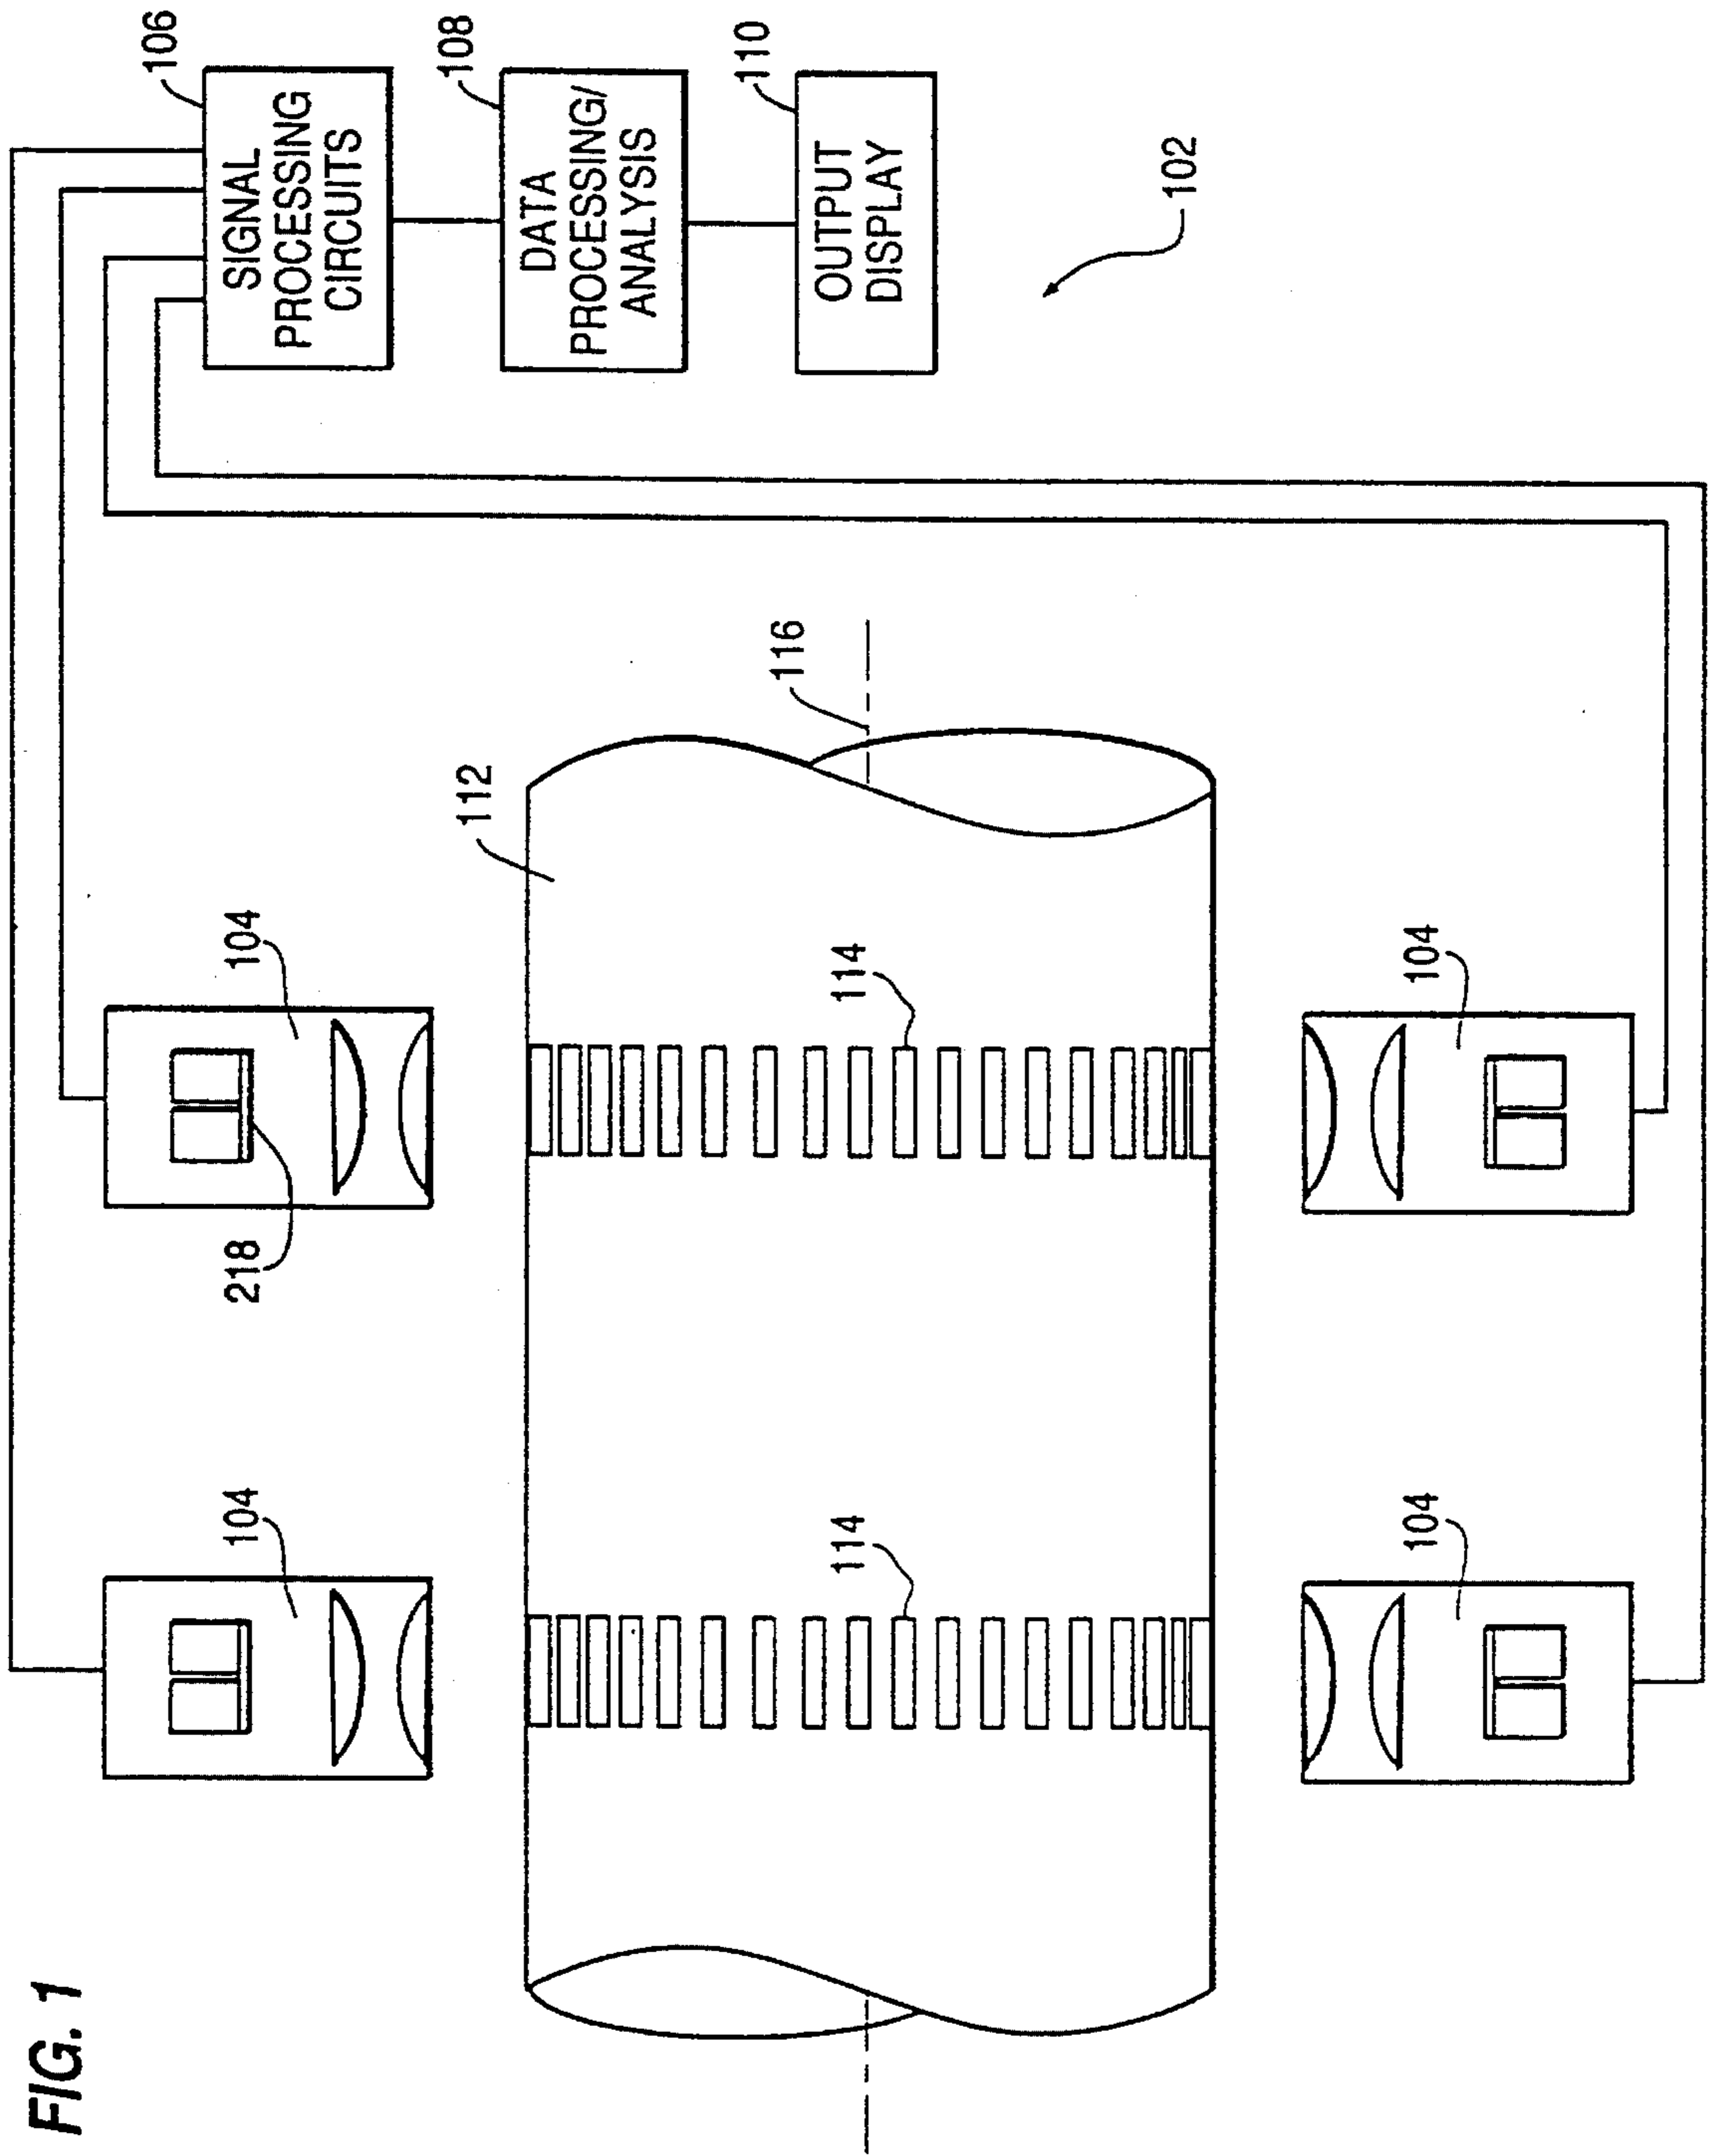 FIG. 1
104
104
218
112
116
106
SIGNAL
PROCESSING
CIRCUITS
108
DATA
PROCESSING/
ANALYSIS
110
OUTPUT
DISPLAY
102
114
114
104
104